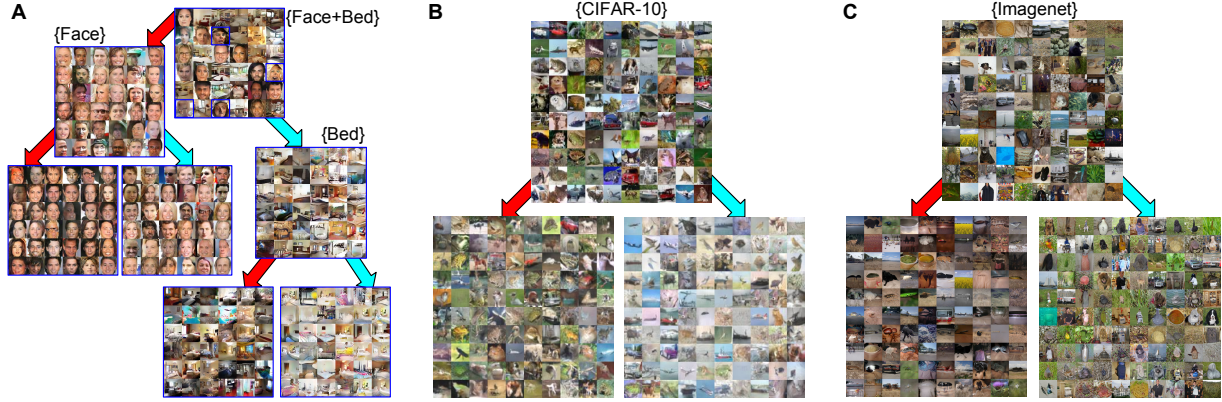 A
{Face}
{Face+Bed}
{Bed}
B
{CIFAR-10}
C
{Imagenet}